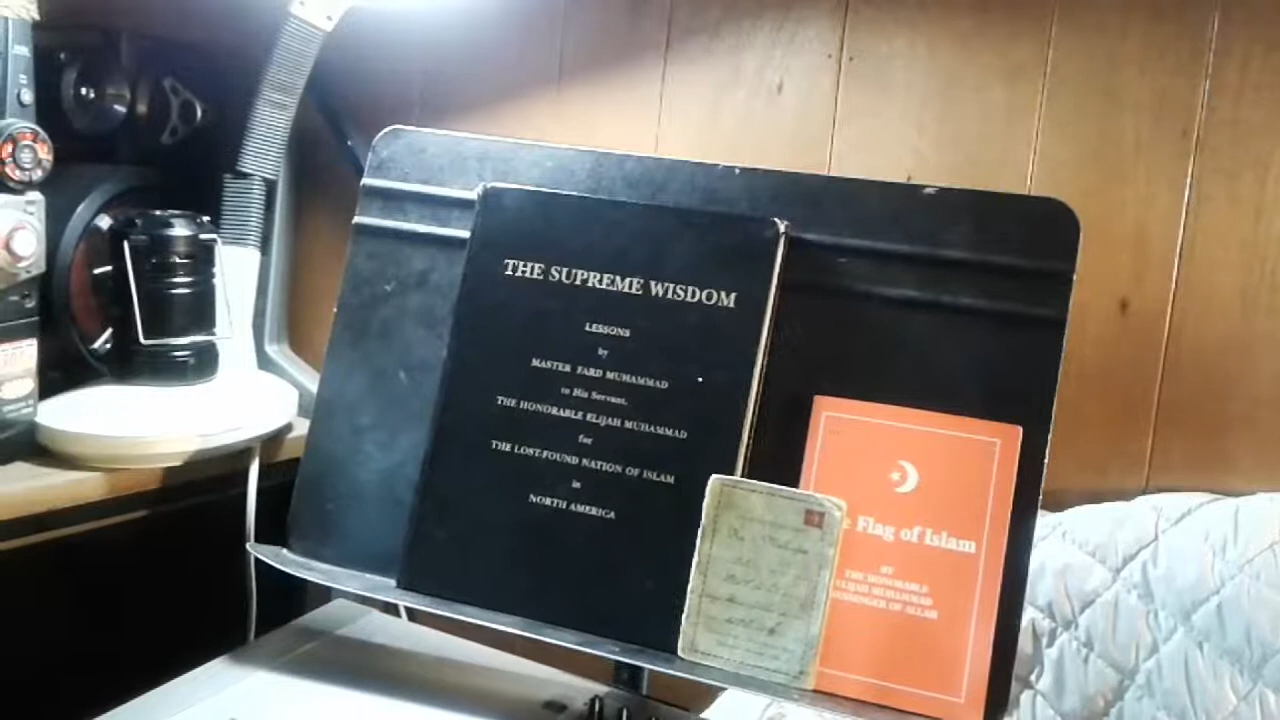 THE SUPREME WISDOM
LESSONS
by
MASTER FARD MUHAMMAD
to His Servant,
THE HONORABLE ELIJAH MUHAMMAD
for
THE LOST-FOUND NATION OF ISLAM
in
NORTH AMERICA
Flag of Islam
BY
THE HONORABLE
ELIJAH MUHAMMAD
MESSENGER OF ALLAH